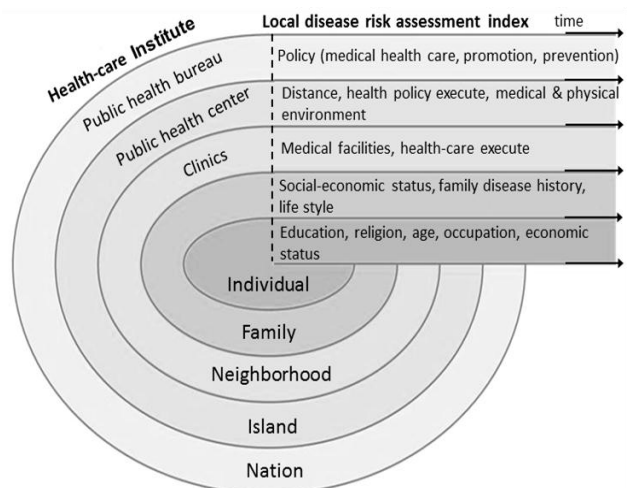 Local disease risk assessment index
time
Health-care Institute
Policy (medical health care, promotion, prevention)
Public health bureau
Distance, health policy execute, medical & physical
environment
Public health center
Medical facilities, health-care execute
Clinics
Social-economic status, family disease history,
life style
Education, religion, age, occupation, economic
status
Individual
Family
Neighborhood
Island
Nation